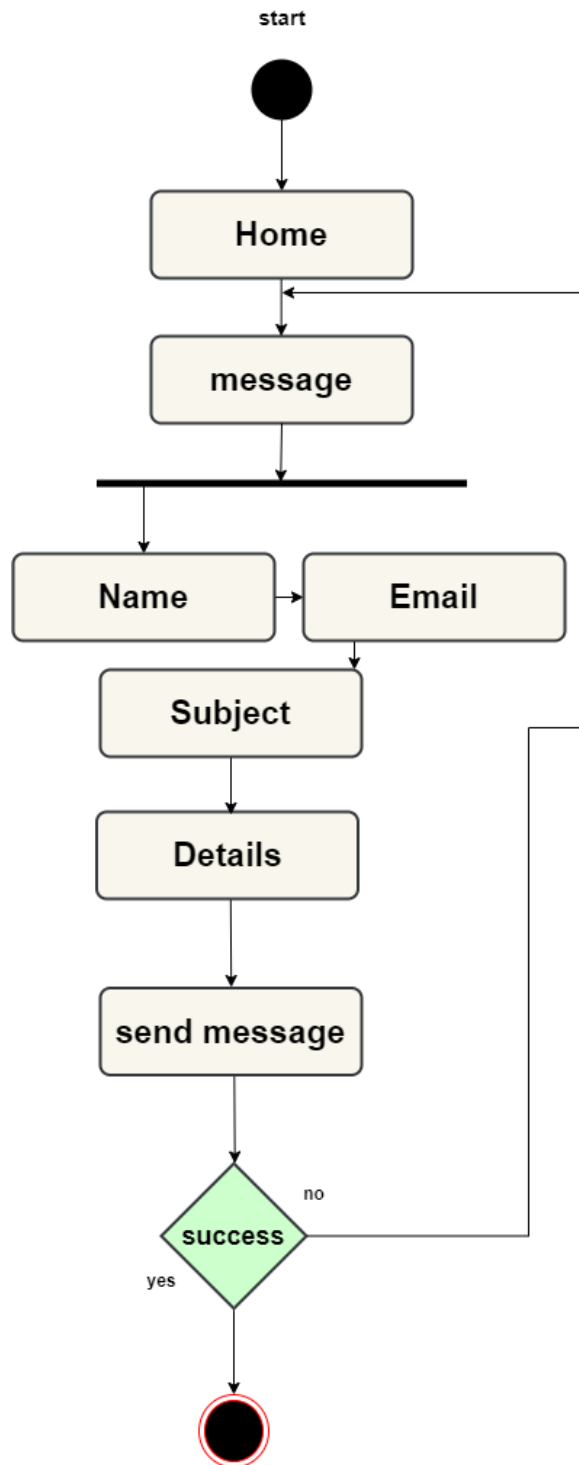 start
Home
message
Name
Email
Subject
Details
send message
success
no
yes